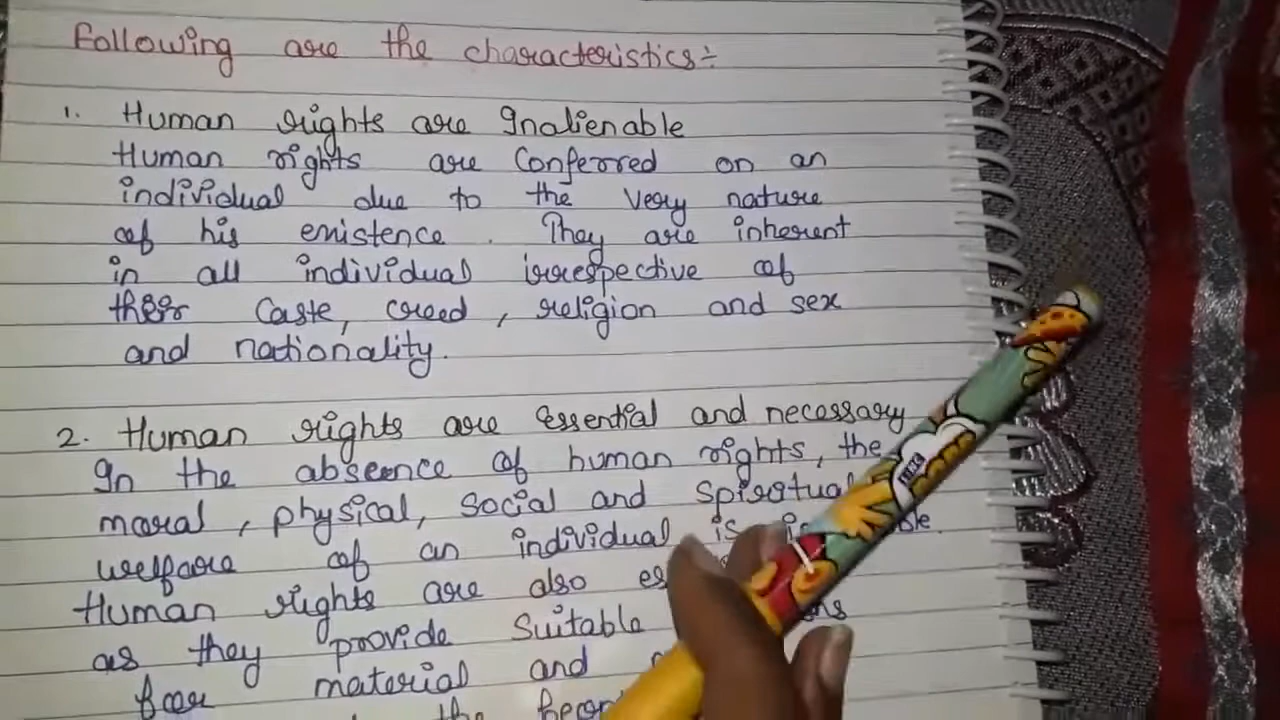 Following are the characteristics:-
1. Human rights are Inalienable
Human rights are Conferred on an
individual due to the very nature
of his enistence. They are inherent
in all individual irrespective of
their Caste, creed, religion and sex
and nationality.
2. Human rights are Essential and necessary
In the absence of human rights, the
moral, physical, social and spiritual
welfare of an individual is
Human rights are also
as they provide suitable
for material and
the